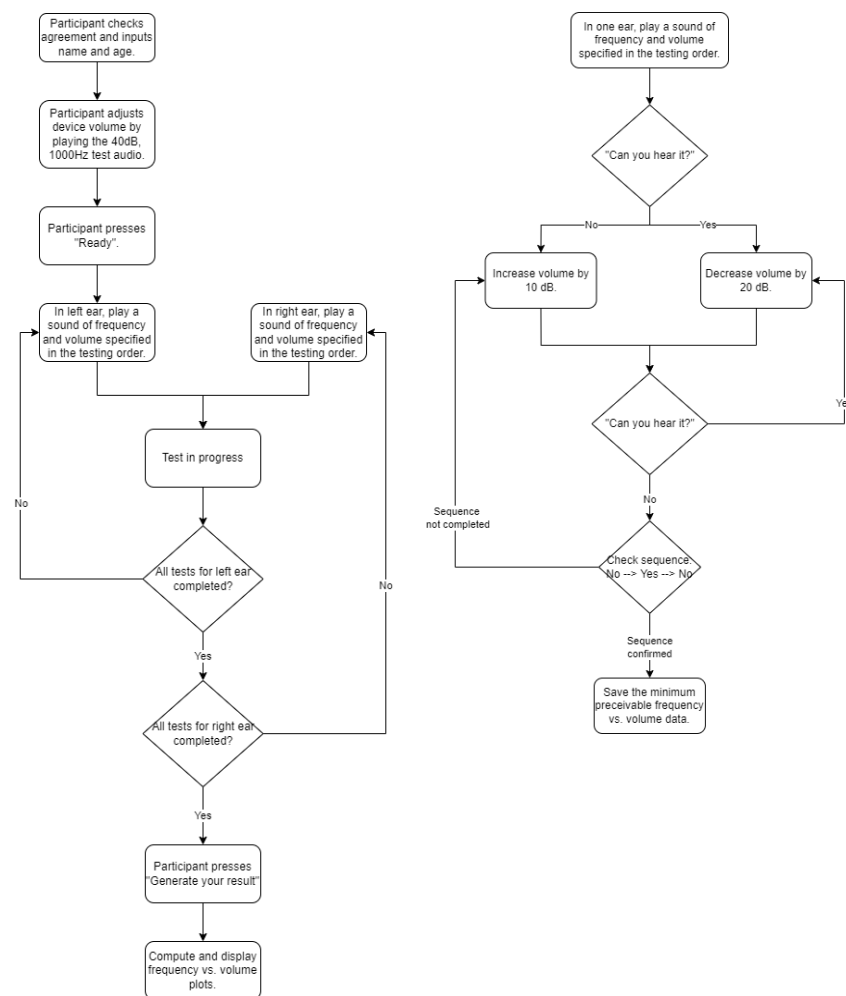 Participant checks
agreement and inputs
name and age.
Participant adjusts
device volume by
playing the 40dB,
1000Hz test audio.
Participant presses
"Ready".
In left ear, play a
sound of frequency
and volume specified
in the testing order.
In right ear, play a
sound of frequency
and volume specified
in the testing order.
Test in progress
No
All tests for left ear
completed?
No
Yes
All tests for right ear
completed?
Yes
Participant presses
"Generate your result"
Compute and display
frequency vs. volume
plots.
In one ear, play a sound of
frequency and volume
specified in the testing order.
"Can you hear it?"
No
Yes
Increase volume by
10 dB.
Decrease volume by
20 dB.
"Can you hear it?"
Ye
No
Sequence
not completed
Check sequence:
No --> Yes --> No
Sequence
confirmed
Save the minimum
preceivable frequency
vs. volume data.